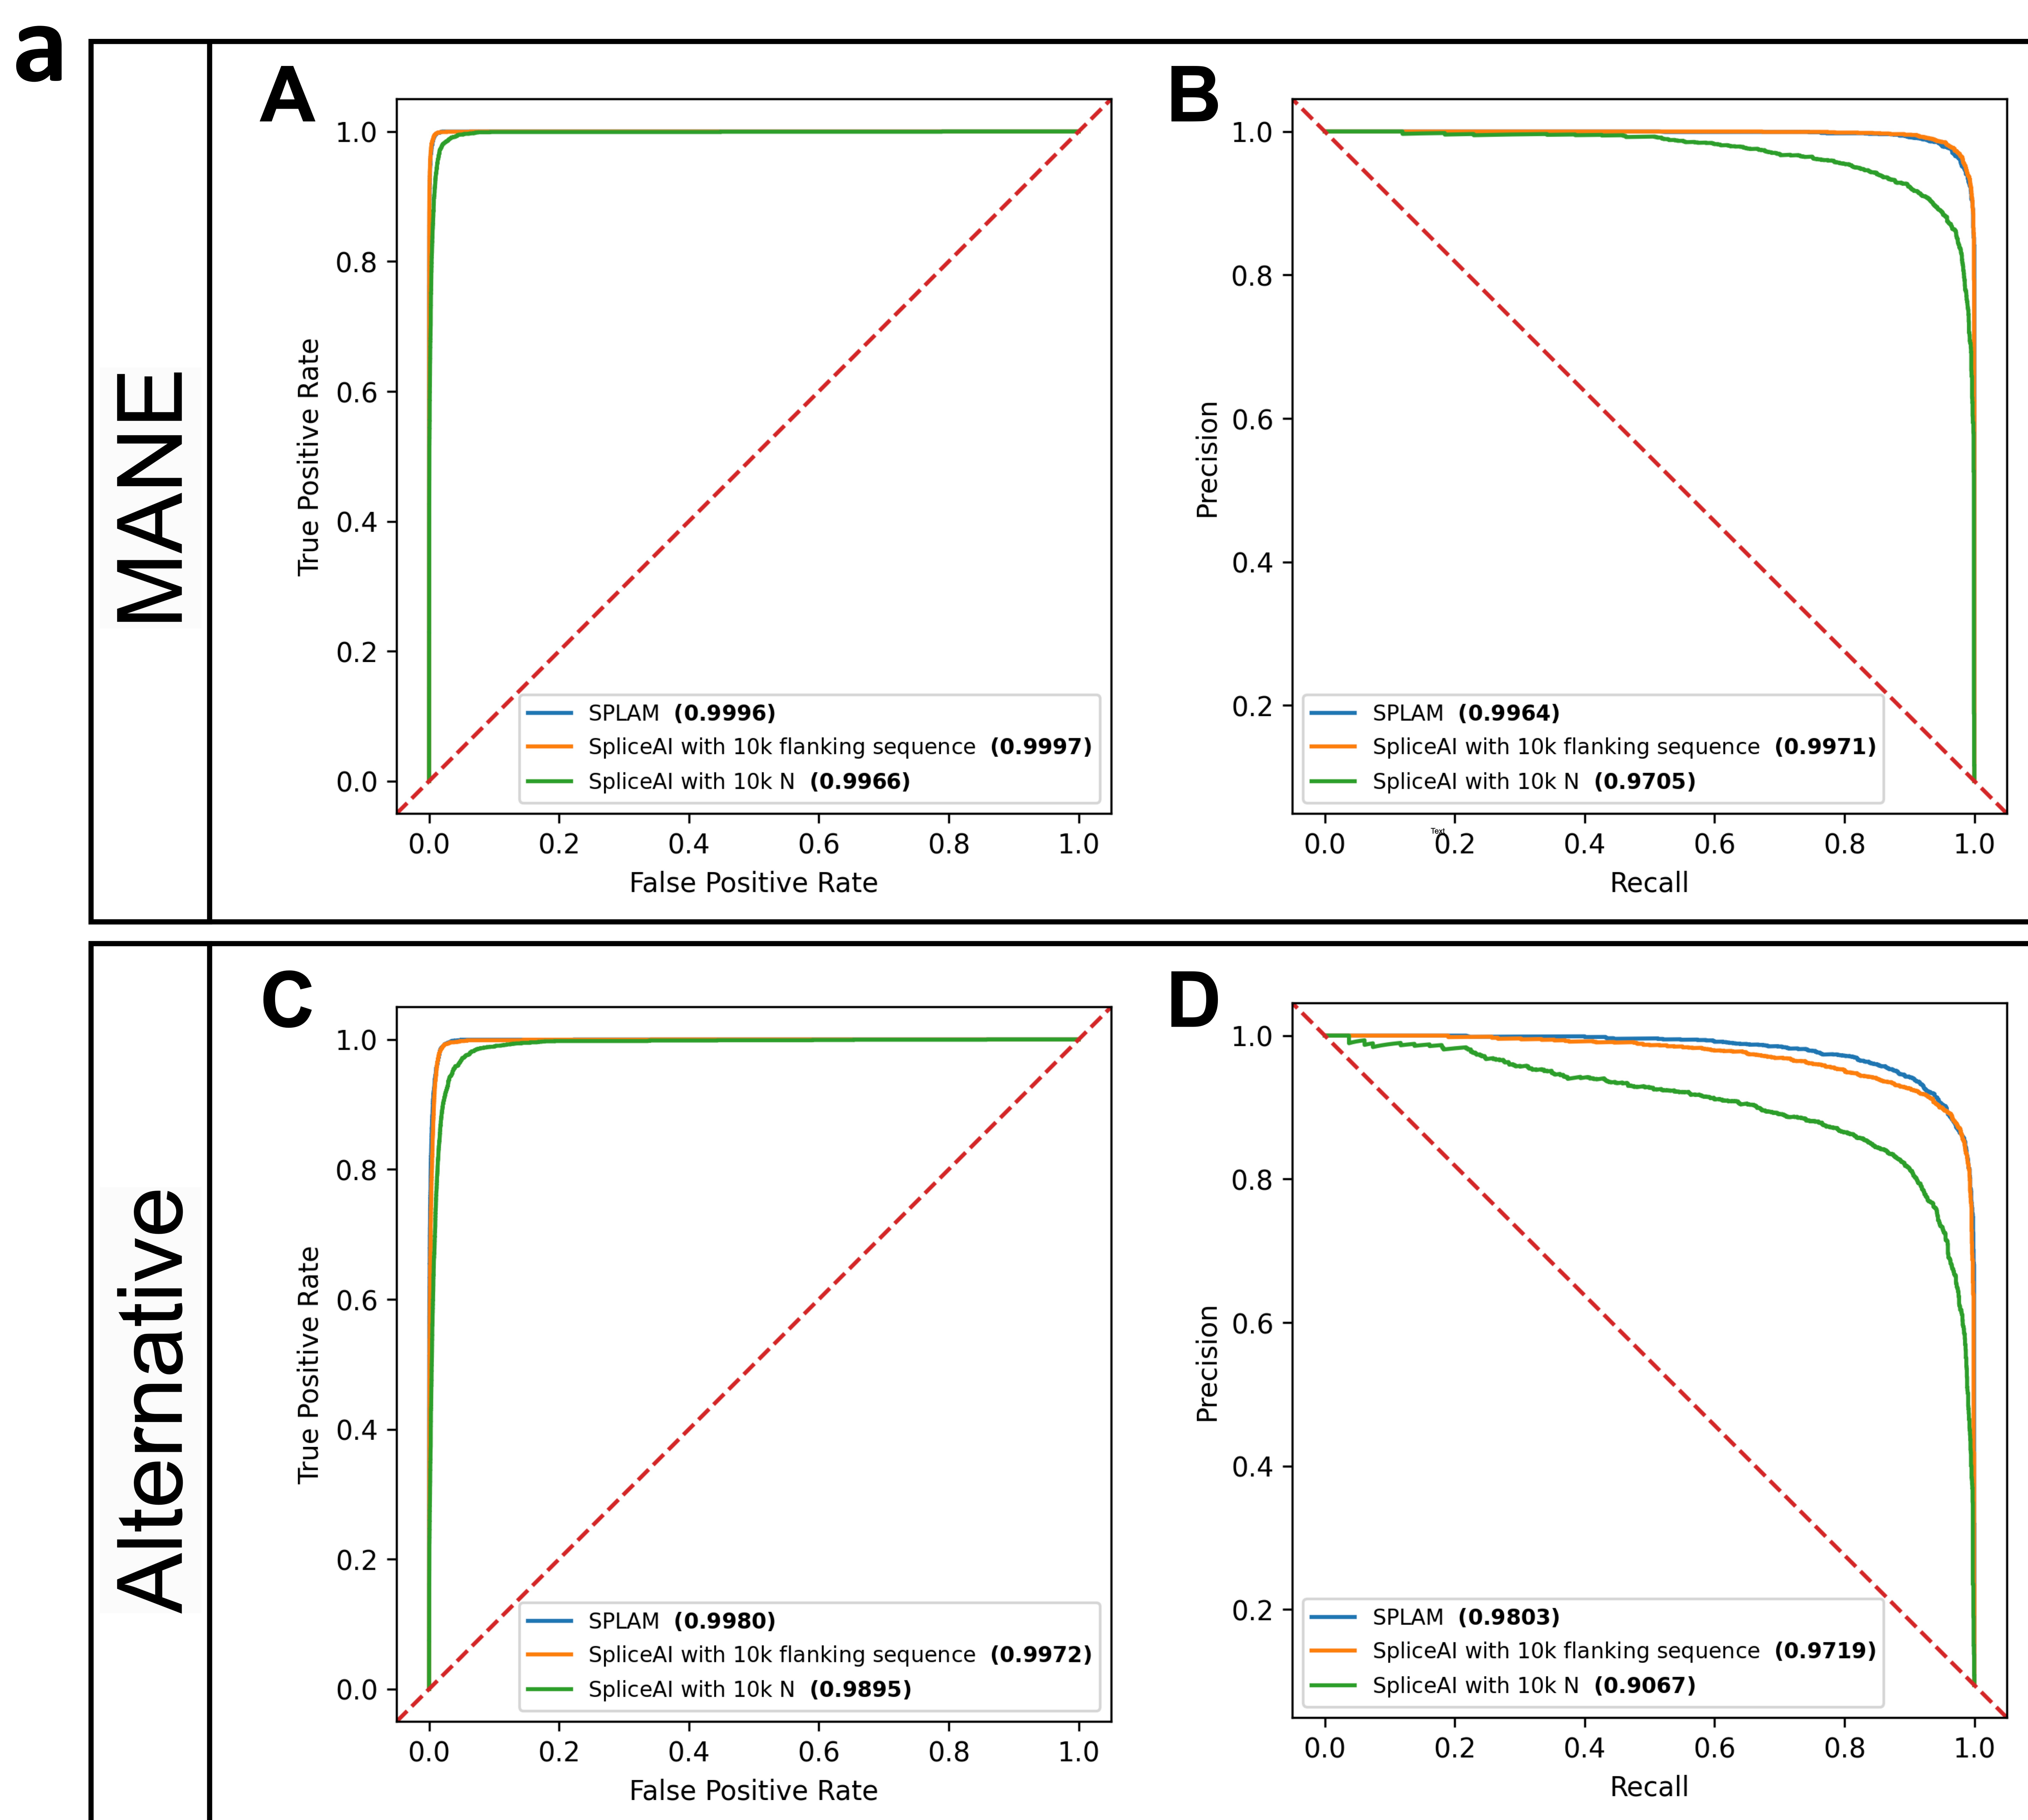 a
MANE
A
1.0
0.8
0.6
0.4
0.2
0.0
True Positive Rate
SPLAM (0.9996)
SpliceAI with 10k flanking sequence (0.9997)
SpliceAI with 10k N (0.9966)
0.0 0.2 0.4 0.6 0.8 1.0
False Positive Rate
B
1.0
0.8
0.6
0.4
0.2
Precision
SPLAM (0.9964)
SpliceAI with 10k flanking sequence (0.9971)
SpliceAI with 10k N (0.9705)
Text
0.0 0.2 0.4 0.6 0.8 1.0
Recall
Alternative
C
1.0
0.8
0.6
0.4
0.2
0.0
True Positive Rate
SPLAM (0.9980)
SpliceAI with 10k flanking sequence (0.9972)
SpliceAI with 10k N (0.9895)
0.0 0.2 0.4 0.6 0.8 1.0
False Positive Rate
D
1.0
0.8
0.6
0.4
0.2
Precision
SPLAM (0.9803)
SpliceAI with 10k flanking sequence (0.9719)
SpliceAI with 10k N (0.9067)
0.0 0.2 0.4 0.6 0.8 1.0
Recall